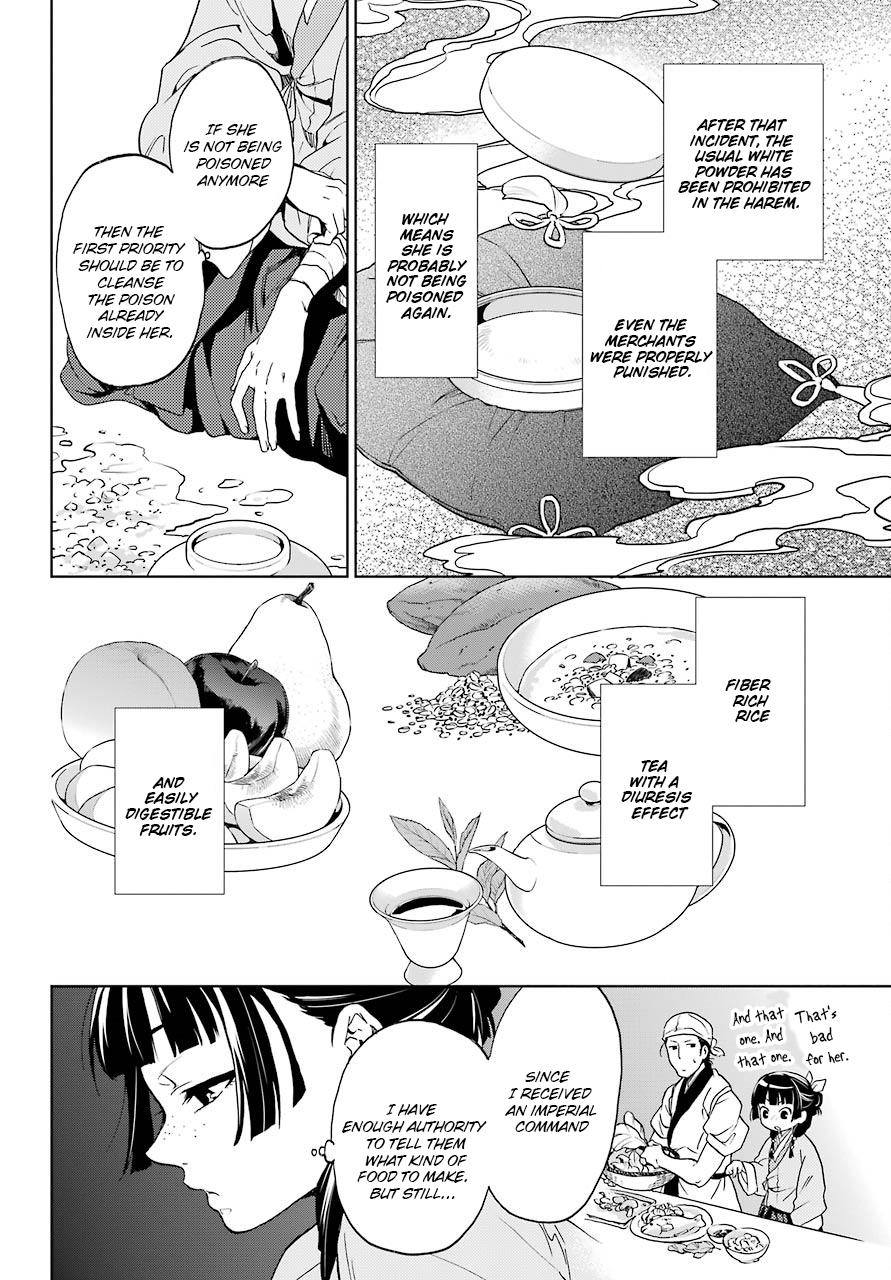 AFTER THAT
INCIDENT, THE
USUAL WHITE
POWDER HAS
BEEN PROHIBITED
IN THE HAREM.
EVEN THE
MERCHANTS
WERE PROPERLY
PUNISHED.
WHICH
MEANS
SHE IS
PROBABLY
NOT BEING
POISONED
AGAIN.
IF SHE
IS NOT BEING
POISONED
ANYMORE
THEN THE
FIRST PRIORITY
SHOULD BE TO
CLEANSE
THE POISON
ALREADY
INSIDE HER.
FIBER
RICH
RICE
TEA
WITH A
DIURESIS
EFFECT
AND
EASILY
DIGESTIBLE
FRUITS.
That's
bad
for her.
And that
one. And
that one.
SINCE
I RECEIVED
AN IMPERIAL
COMMAND
I HAVE
ENOUGH AUTHORITY
TO TELL THEM
WHAT KIND OF
FOOD TO MAKE,
BUT STILL...